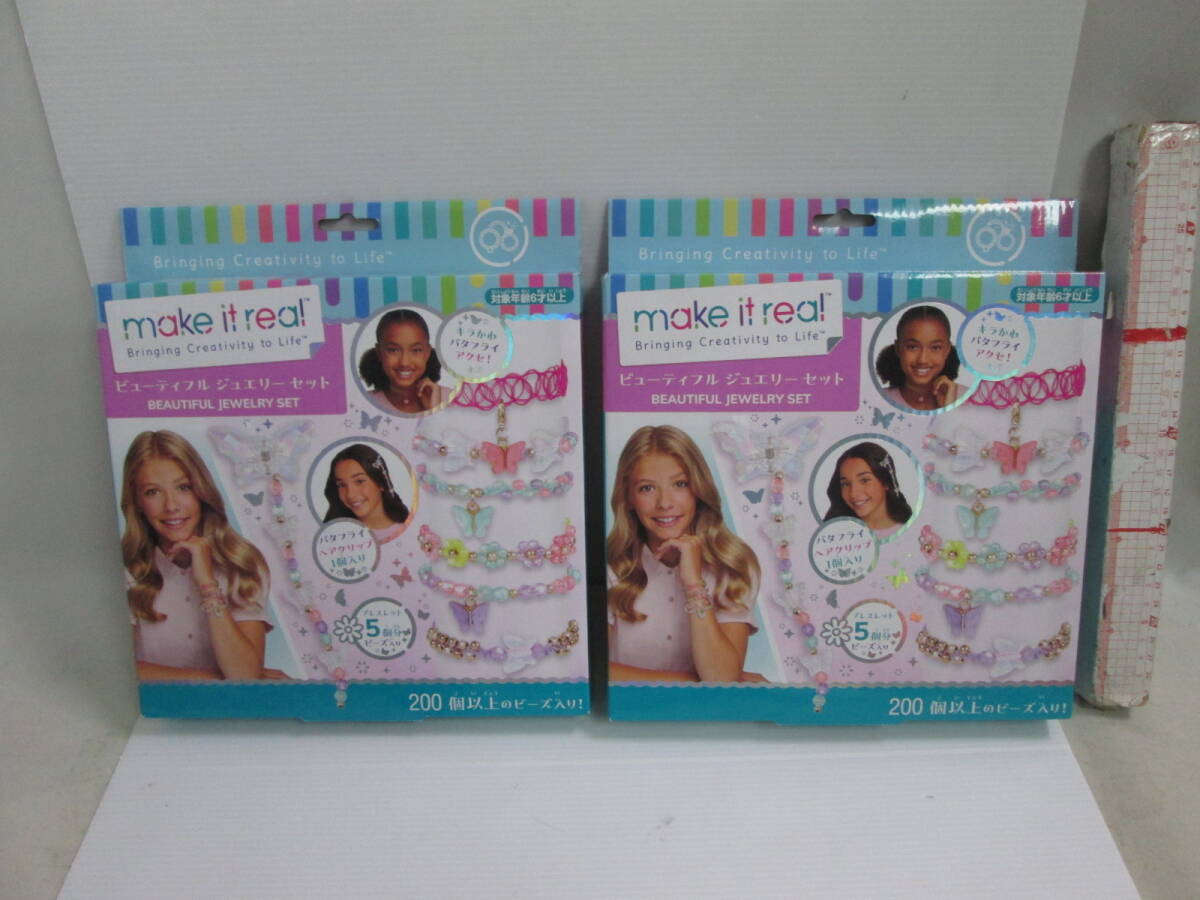 Bringing Creativity to Life™
make it real™
Bringing Creativity to Life™
対象年齢6才以上
ビューティフル ジュエリー セット
BEAUTIFUL JEWELRY SET
キラかわ
バタフライ
アクセ!
バタフライ
ヘアクリップ
1個入り
ブレスレット
5個分
ビーズ入り
200 個以上のビーズ入り!
Bringing Creativity to Life™
make it real™
Bringing Creativity to Life™
対象年齢6才以上
ビューティフル ジュエリー セット
BEAUTIFUL JEWELRY SET
キラかわ
バタフライ
アクセ!
バタフライ
ヘアクリップ
1個入り
ブレスレット
5個分
ビーズ入り
200 個以上のビーズ入り!